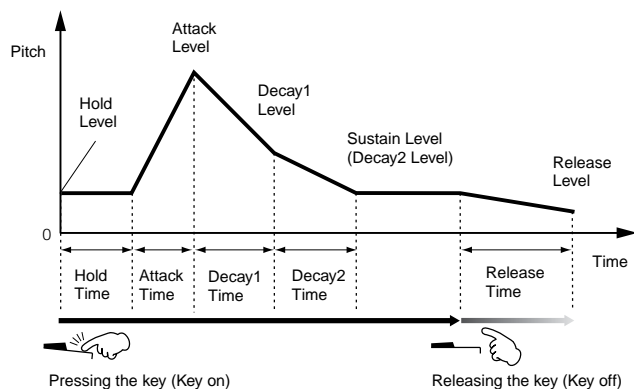 Attack
Level
Pitch
Hold
Level
Decay1
Level
Sustain Level
(Decay2 Level)
Release
Level
0
Time
Hold
Time
Attack
Time
Decay1
Time
Decay2
Time
Release
Time
Pressing the key (Key on)
Releasing the key (Key off)